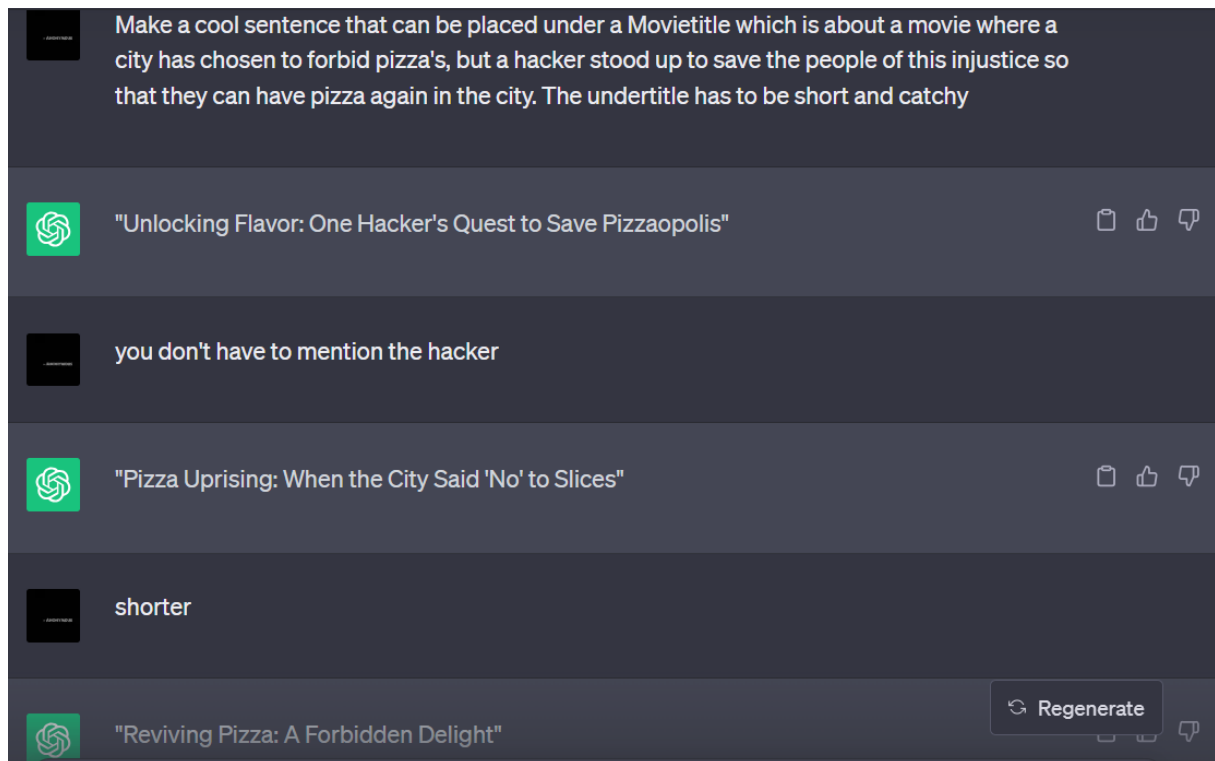 Make a cool sentence that can be placed under a Movietitle which is about a movie where a
city has chosen to forbid pizza's, but a hacker stood up to save the people of this injustice so
that they can have pizza again in the city. The undertitle has to be short and catchy
"Unlocking Flavor: One Hacker's Quest to Save Pizzaopolis"
you don't have to mention the hacker
"Pizza Uprising: When the City Said 'No' to Slices"
shorter
Regenerate
"Reviving Pizza: A Forbidden Delight"